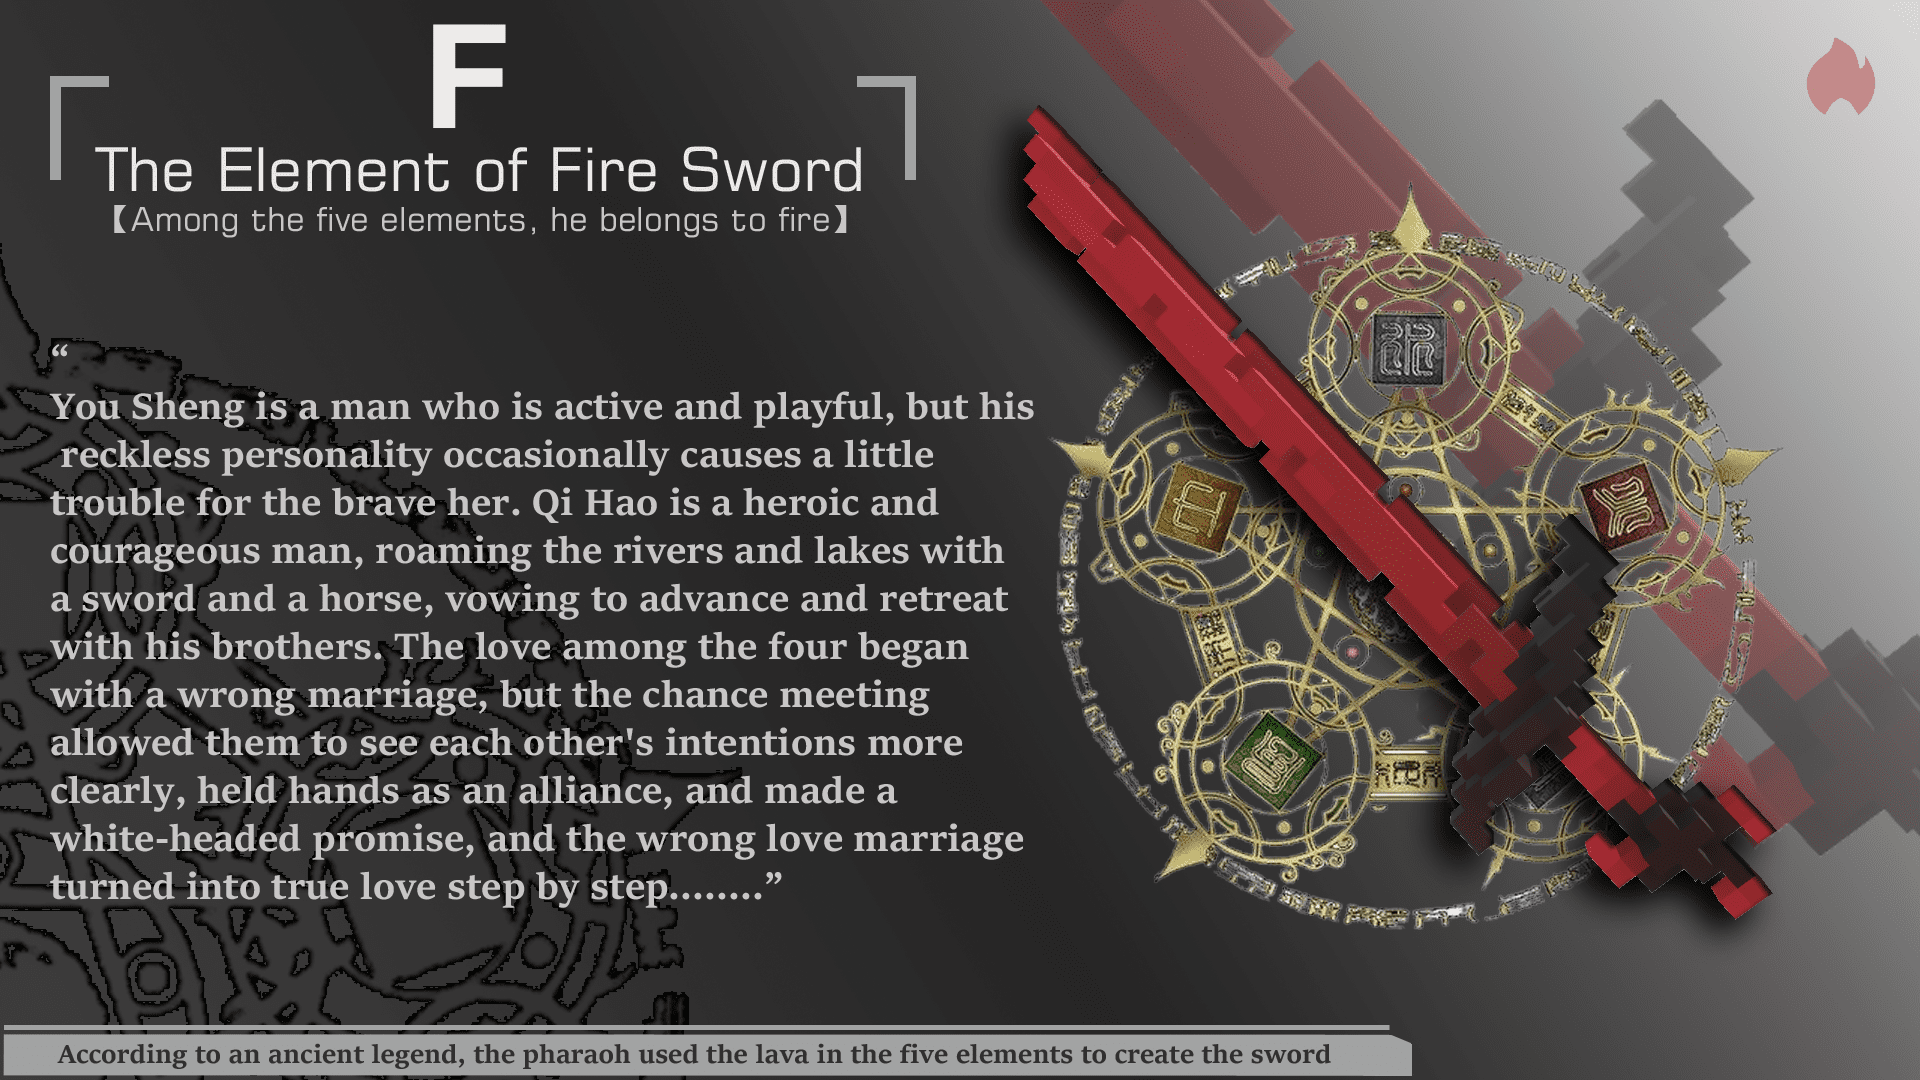 F
The Element of Fire Sword
【Among the five elements, he belongs to fire】
“
You Sheng is a man who is active and playful, but his
reckless personality occasionally causes a little
trouble for the brave her. Qi Hao is a heroic and
courageous man, roaming the rivers and lakes with
a sword and a horse, vowing to advance and retreat
with his brothers. The love among the four began
with a wrong marriage, but the chance meeting
allowed them to see each other's intentions more
clearly, held hands as an alliance, and made a
white-headed promise, and the wrong love marriage
turned into true love step by step........”
According to an ancient legend, the pharaoh used the lava in the five elements to create the sword